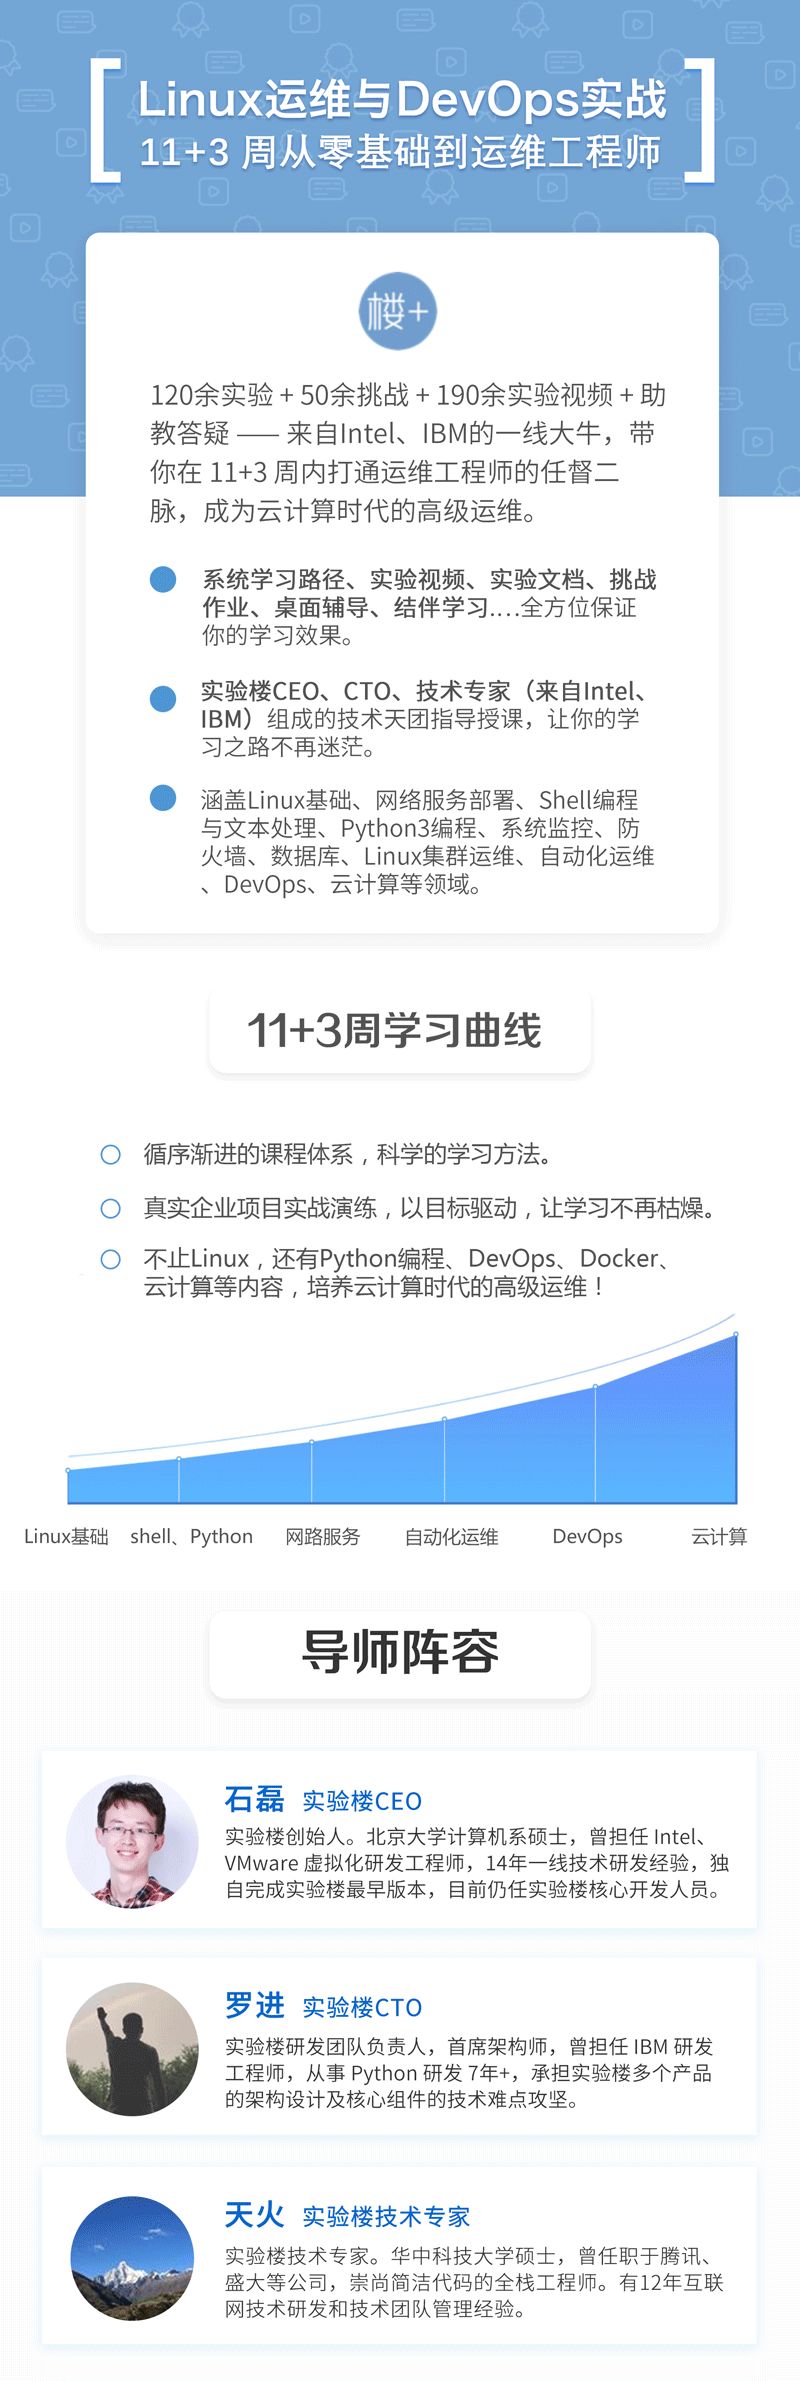 Linux运维与DevOps实战
11+3 周从零基础到运维工程师
楼+
120余实验 + 50余挑战 + 190余实验视频 + 助
教答疑 —— 来自Intel、IBM的一线大牛，带
你在 11+3 周内打通运维工程师的任督二
脉，成为云计算时代的高级运维。
系统学习路径、实验视频、实验文档、挑战
作业、桌面辅导、结伴学习....全方位保证
你的学习效果。
实验楼CEO、CTO、技术专家（来自Intel、
IBM）组成的技术天团指导授课，让你的学
习之路不再迷茫。
涵盖Linux基础、网络服务部署、Shell编程
与文本处理、Python3编程、系统监控、防
火墙、数据库、Linux集群运维、自动化运维
、DevOps、云计算等领域。
11+3周学习曲线
循序渐进的课程体系，科学的学习方法。
真实企业项目实战演练，以目标驱动，让学习不再枯燥。
不止Linux，还有Python编程、DevOps、Docker、
云计算等内容，培养云计算时代的高级运维！
Linux基础 shell、Python 网路服务 自动化运维 DevOps 云计算
导师阵容
石磊 实验楼CEO
实验楼创始人。北京大学计算机系硕士，曾担任 Intel、
VMware 虚拟化研发工程师，14年一线技术研发经验，独
自完成实验楼最早版本，目前仍任实验楼核心开发人员。
罗进 实验楼CTO
实验楼研发团队负责人，首席架构师，曾担任 IBM 研发
工程师，从事 Python 研发 7年+，承担实验楼多个产品
的架构设计及核心组件的技术难点攻坚。
天火 实验楼技术专家
实验楼技术专家。华中科技大学硕士，曾任职于腾讯、
盛大等公司，崇尚简洁代码的全栈工程师。有12年互联
网技术研发和技术团队管理经验。